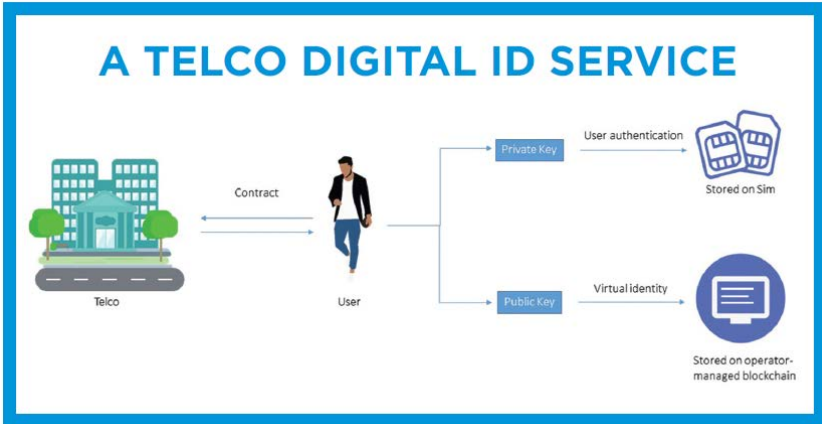 A TELCO DIGITAL ID SERVICE
Private Key
User authentication
Stored on Sim
Contract
Telco
User
Public Key
Virtual identity
Stored on operator-
managed blockchain